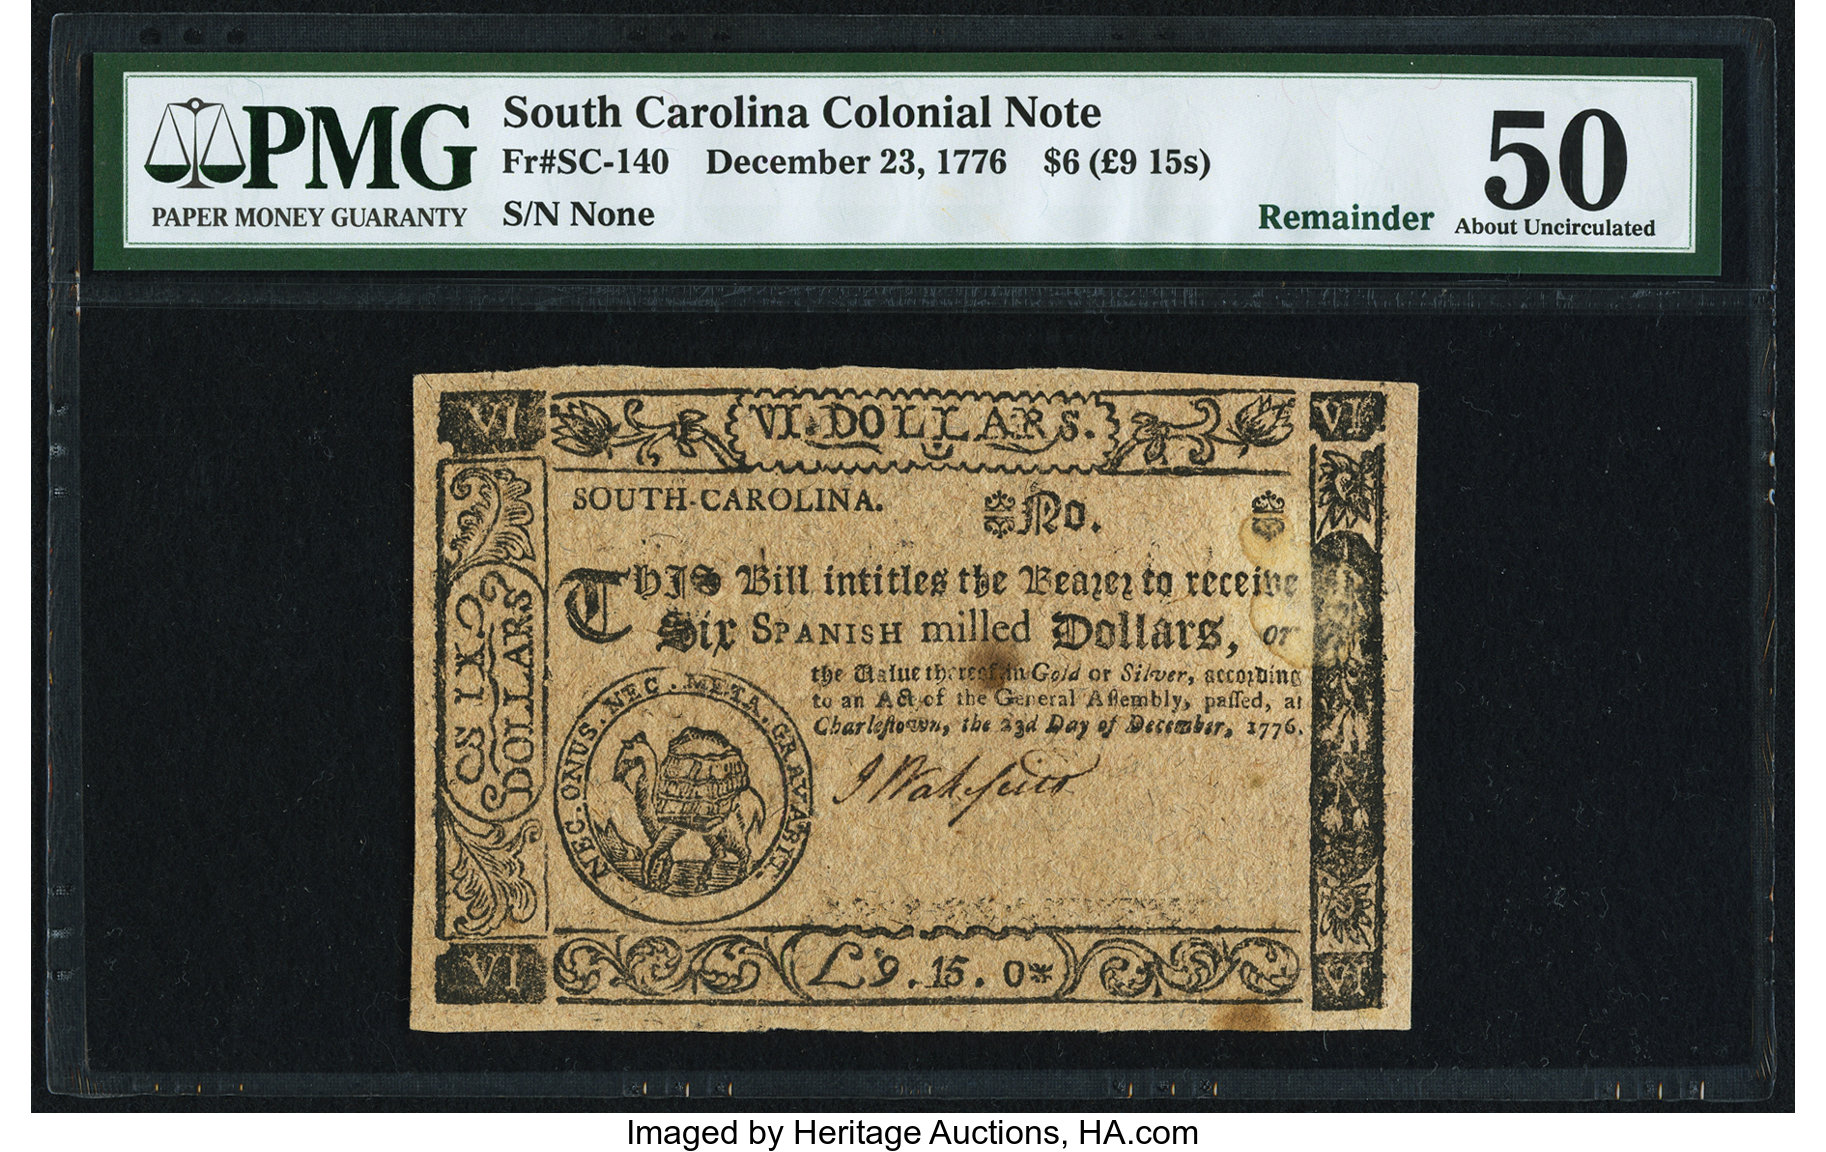 PMG
PAPER MONEY GUARANTY
South Carolina Colonial Note
Fr#SC-140 December 23, 1776 $6 (£9 15s)
S/N None
Remainder
50
About Uncirculated
VI
VI DOLLARS.
VI
SOUTH-CAROLINA.
No.
SIX
DOLLARS
THIS Bill intitles the Bearer to receive
Six SPANISH milled Dollars, or
the Value thereof in Gold or Silver, according
to an Act of the General Assembly, passed, at
Charlestown, the 23d Day of December, 1776.
NEC.ONUS.NEC.META.GRAVARIT.
VI
£9.15.0*
VI
Imaged by Heritage Auctions, HA.com